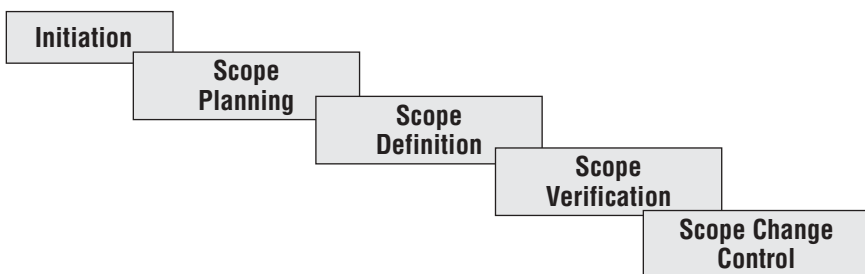 Initiation
Scope
Planning
Scope
Definition
Scope
Verification
Scope Change
Control